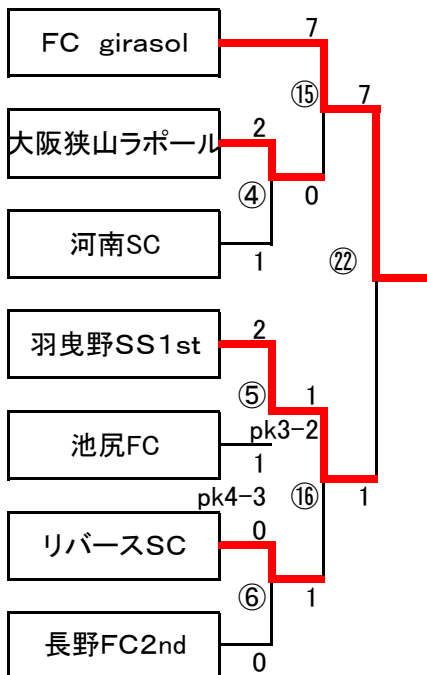 7
FC girasol
⑮ 7
2
大阪狭山ラポール
④ 0
河南SC
1
㉒
2
羽曳野SS1st
⑤ 1
pk3-2
池尻FC
1
pk4-3 ⑯ 1
0
リバースSC
⑥ 1
長野FC2nd
0